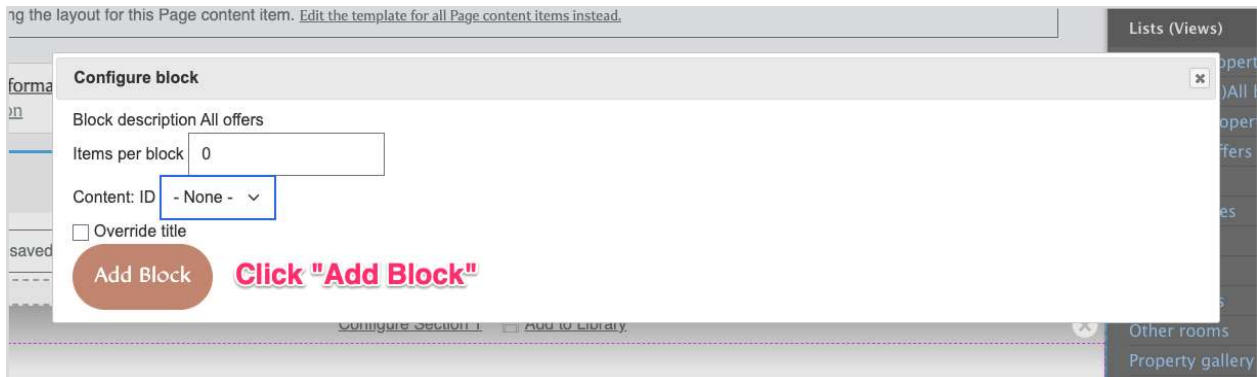 ng the layout for this Page content item. Edit the template for all Page content items instead.
Lists (Views)
Configure block
Block description All offers
Items per block 0
Content: ID - None -
Override title
saved
Add Block
Click "Add Block"
Configure Section 1 Add to Library
Other rooms
Property gallery